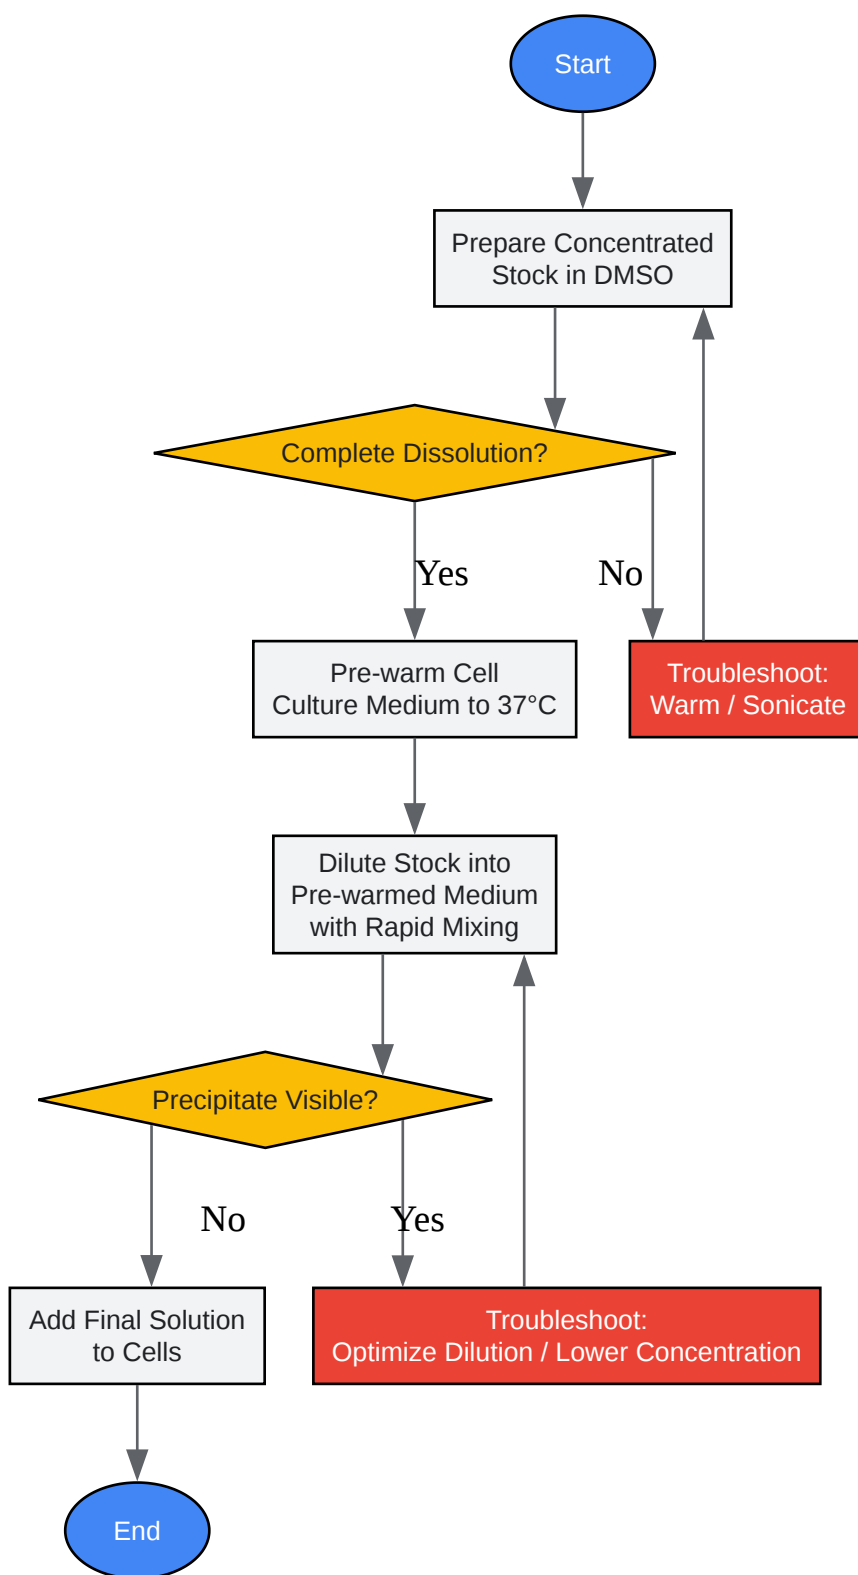 Start
Prepare Concentrated
Stock in DMSO
Complete Dissolution?
Yes
No
Pre-warm Cell
Culture Medium to 37°C
Troubleshoot:
Warm / Sonicate
Dilute Stock into
Pre-warmed Medium
with Rapid Mixing
Precipitate Visible?
No
Yes
Add Final Solution
to Cells
Troubleshoot:
Optimize Dilution / Lower Concentration
End